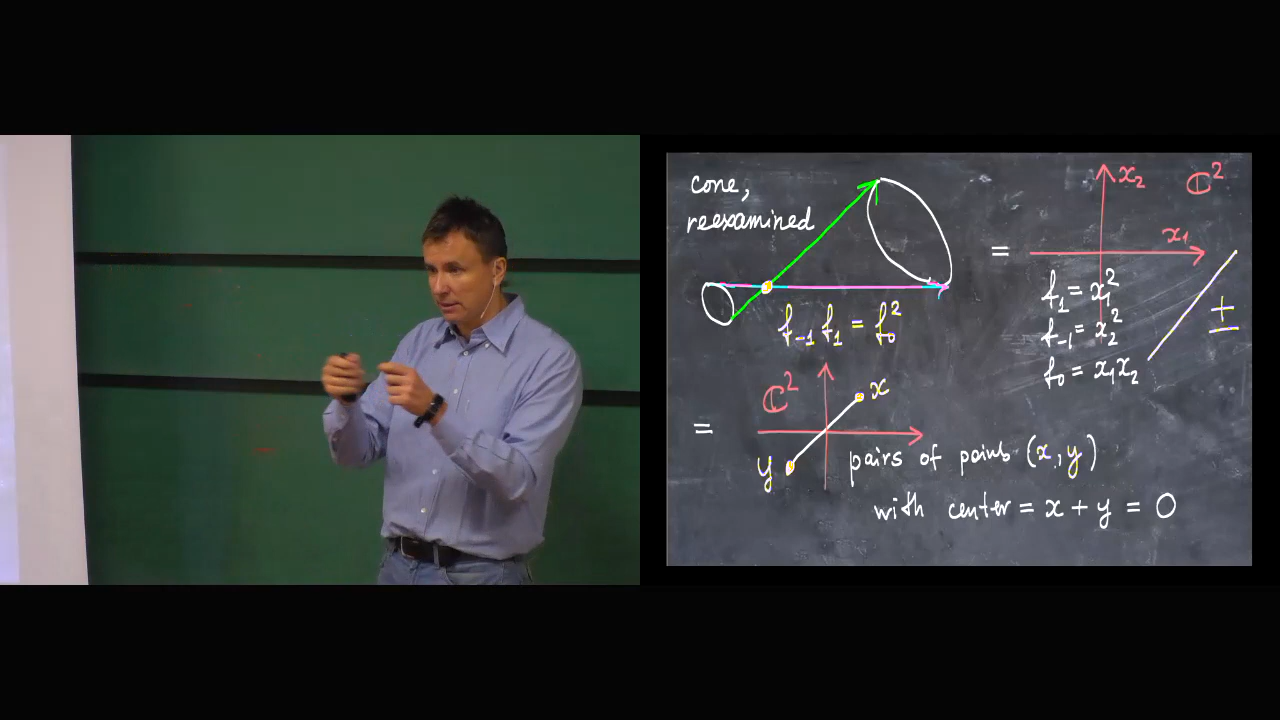 cone,
reexamined
f₋₁ f₁ = f₀²
=
x₂
ℂ²
x₁
f₁ = x₁²
f₋₁ = x₂²
f₀ = x₁x₂
±
=
ℂ²
x
y
pairs of points (x, y)
with center = x + y = 0